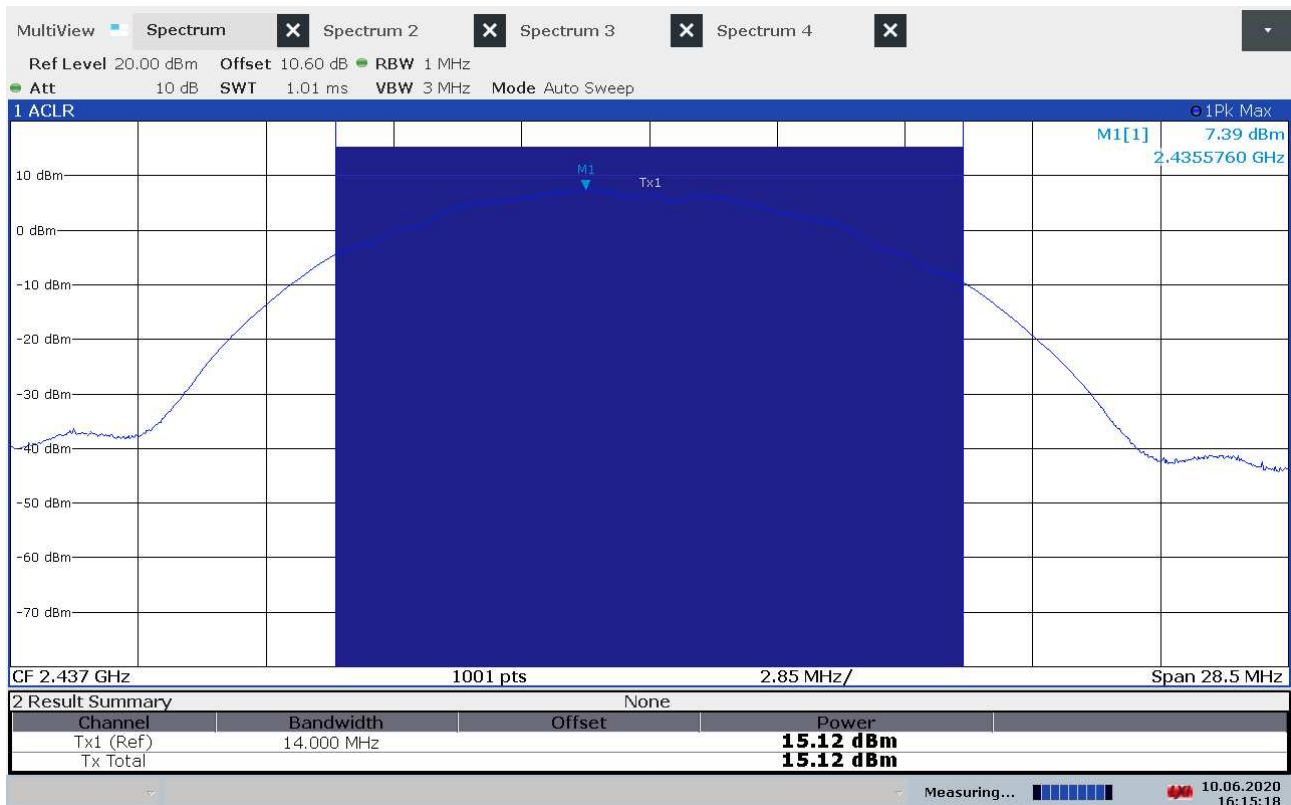 MultiView Spectrum Spectrum 2 Spectrum 3 Spectrum 4
Ref Level 20.00 dBm Offset 10.60 dB RBW 1 MHz
Att 10 dB SWT 1.01 ms VBW 3 MHz Mode Auto Sweep
1 ACLR 1Pk Max
M1[1] 7.39 dBm
2.4355760 GHz
M1
Tx1
10 dBm
0 dBm
-10 dBm
-20 dBm
-30 dBm
-40 dBm
-50 dBm
-60 dBm
-70 dBm
CF 2.437 GHz 1001 pts 2.85 MHz/ Span 28.5 MHz
2 Result Summary None
Channel Bandwidth Offset Power
Tx1 (Ref) 14.000 MHz 15.12 dBm
Tx Total 15.12 dBm
Measuring... 10.06.2020
16:15:18